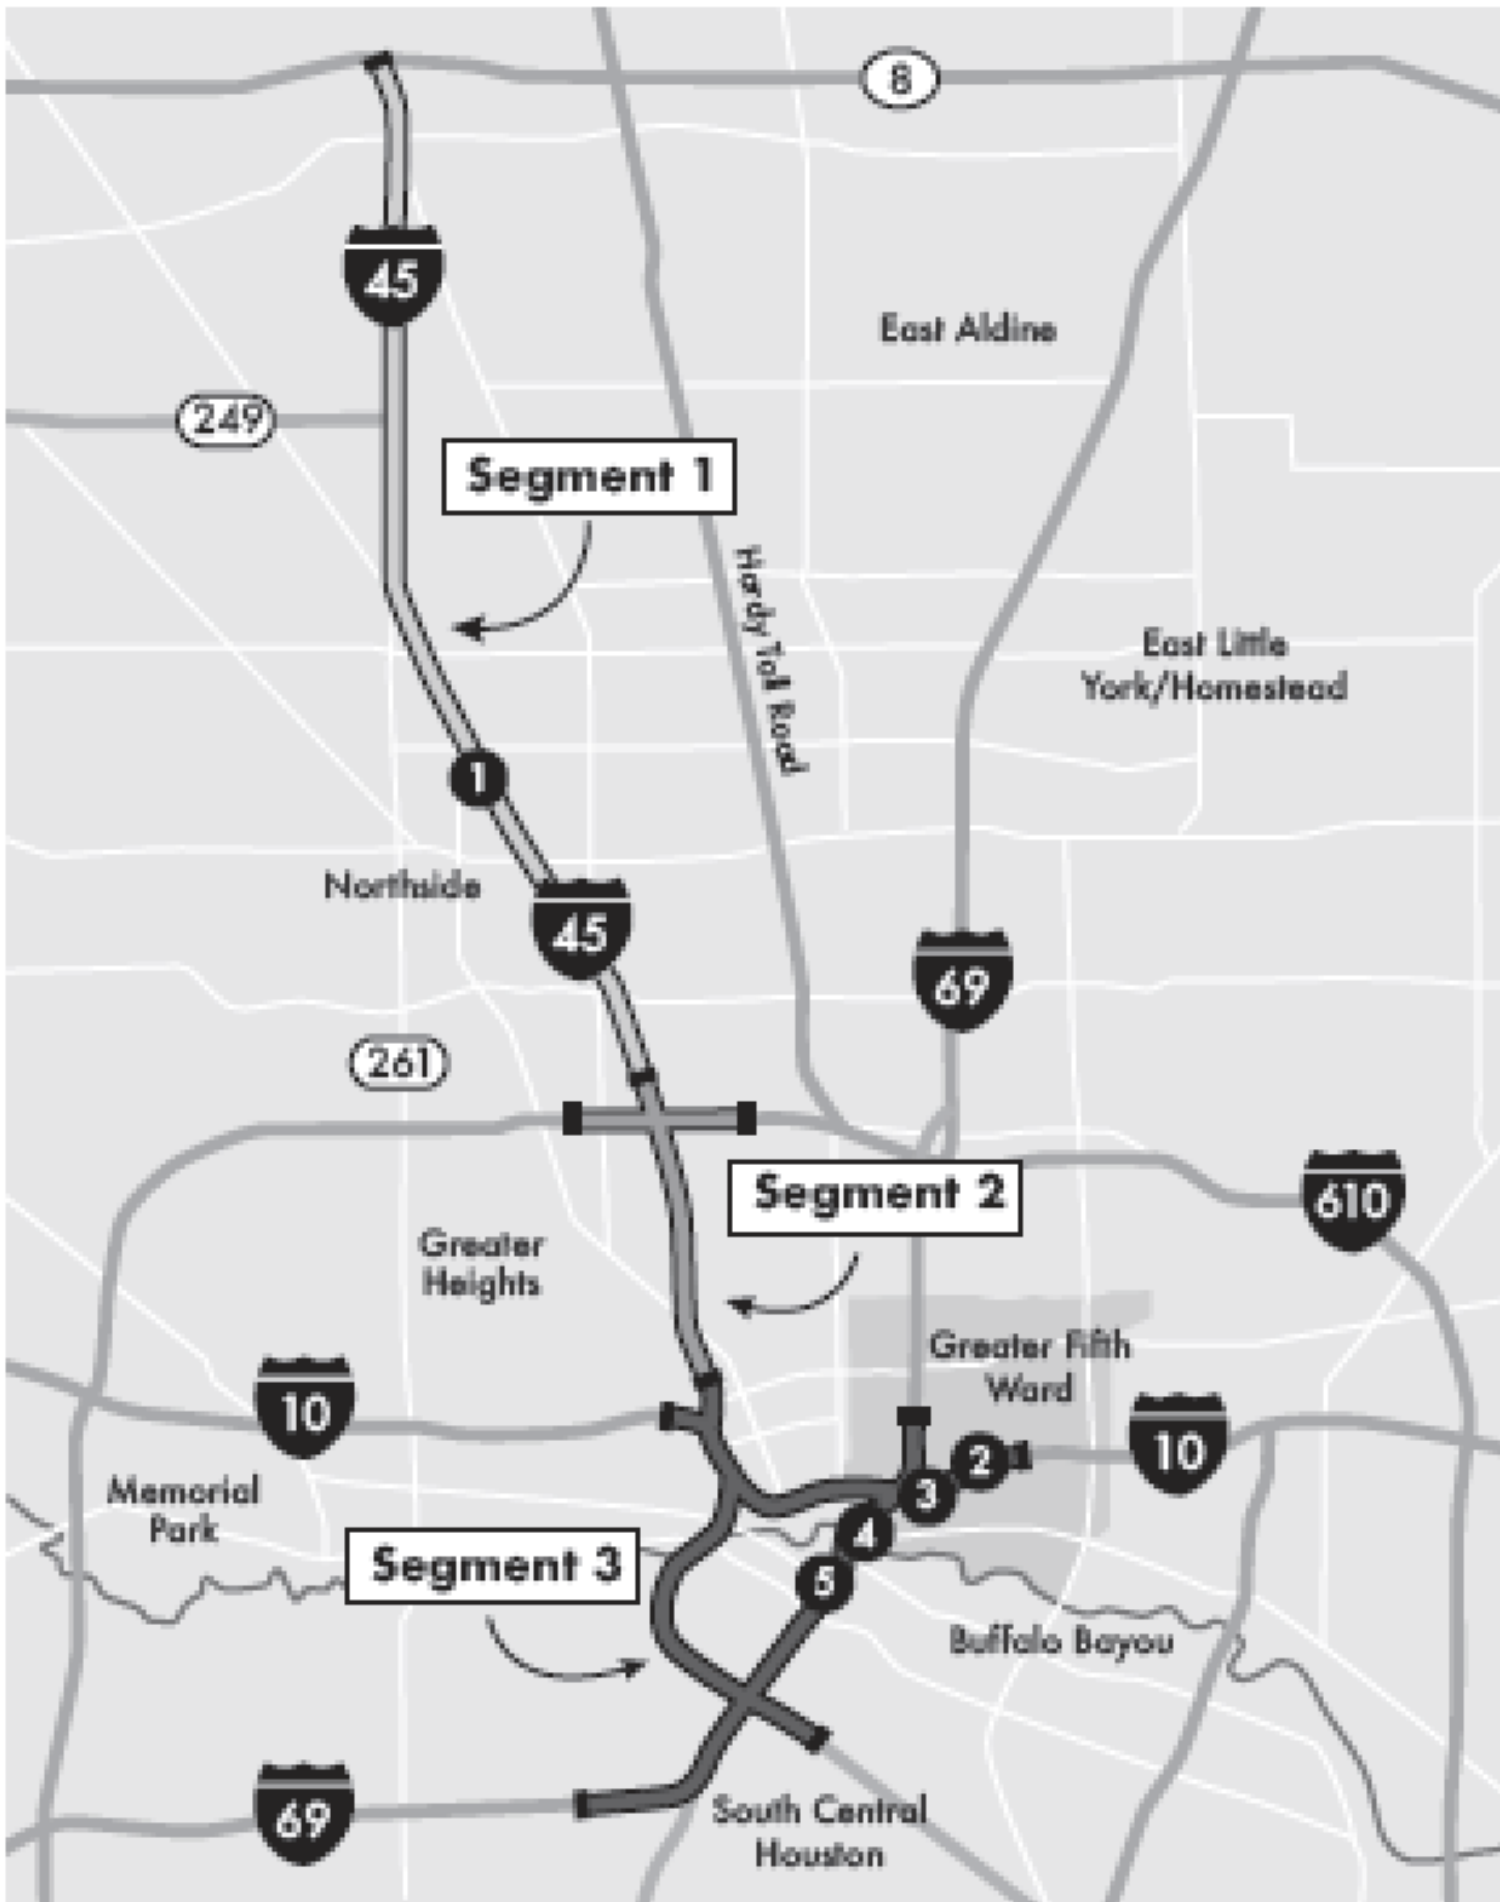 8
45
East Aldine
249
Segment 1
Hardy Toll Road
East Little
York/Homestead
1
Northside
45
69
261
Segment 2
610
Greater
Heights
Greater Fifth
Ward
10
10
2
3
Memorial
Park
4
Segment 3
5
Buffalo Bayou
69
South Central
Houston